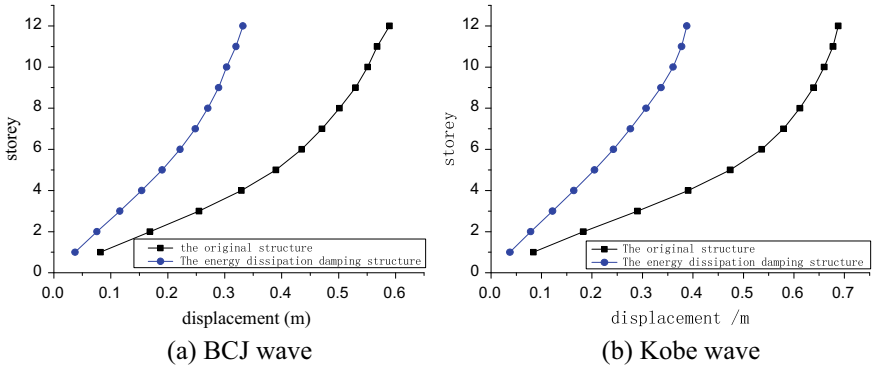 12
10
8
6
4
2
0
storey
the original structure
The energy dissipation damping structure
0.0 0.1 0.2 0.3 0.4 0.5 0.6
displacement (m)
(a) BCJ wave
12
10
8
6
4
2
0
storey
The original structure
The energy dissipation damping structure
0.0 0.1 0.2 0.3 0.4 0.5 0.6 0.7
displacement /m
(b) Kobe wave